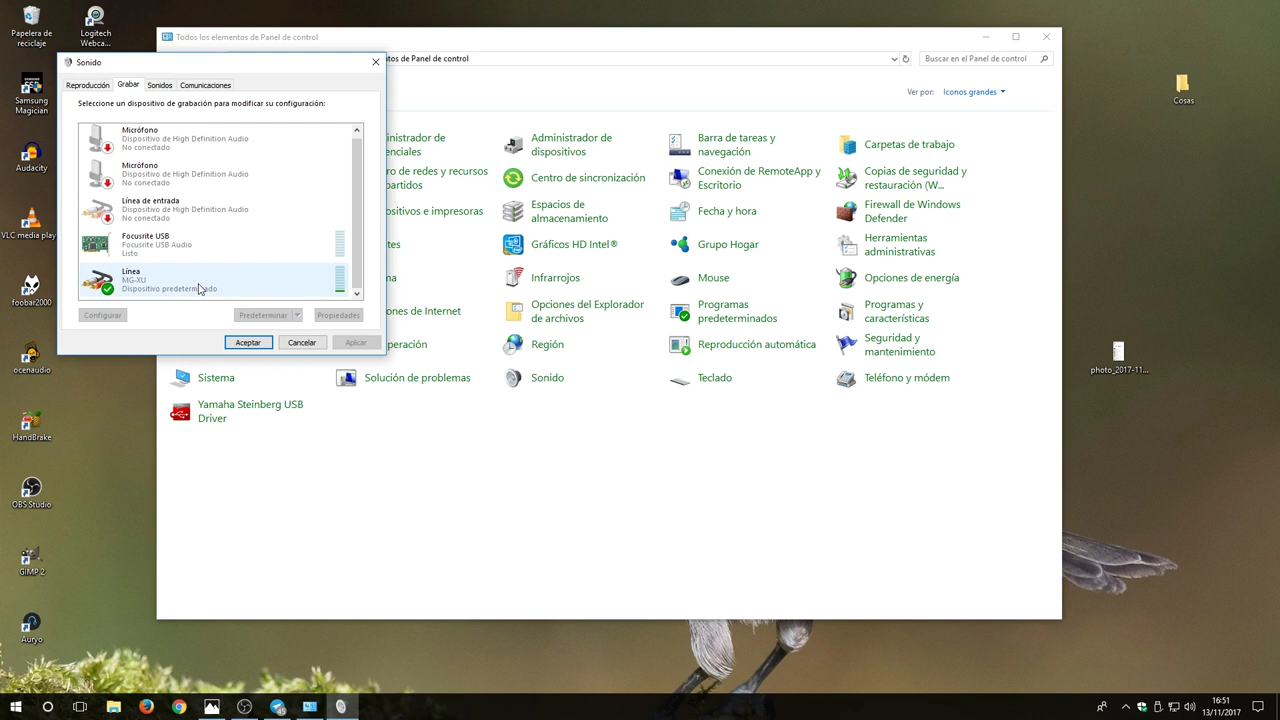 Papelera de
reciclaje
Logitech
Webca...
Samsung
Magician
Audacity
VLC media play
foobar2000
ocenaudio
HandBrake
OBS Studio
GIMP 2
Auryo
Todos los elementos de Panel de control
ntos de Panel de control
Buscar en el Panel de control
Ver por:
Iconos grandes
Sonido
Reproducción
Grabar
Sonidos
Comunicaciones
Seleccione un dispositivo de grabación para modificar su configuración:
Micrófono
Dispositivo de High Definition Audio
No conectado
Micrófono
Dispositivo de High Definition Audio
No conectado
Línea de entrada
Dispositivo de High Definition Audio
No conectado
Focusrite USB
Focusrite USB Audio
Listo
Línea
MG-XU
Configurar
Predeterminar
Propiedades
Aceptar
Cancelar
Aplicar
inistrador de
enciales
Administrador de
dispositivos
Barra de tareas y
navegación
Carpetas de trabajo
ro de redes y recursos
partidos
Centro de sincronización
Conexión de RemoteApp y
Escritorio
Copias de seguridad y
restauración (W...
ositivos e impresoras
Espacios de
almacenamiento
Fecha y hora
Firewall de Windows
Defender
tes
Gráficos HD Intel®
Grupo Hogar
Herramientas
administrativas
ma
Infrarrojos
Mouse
Opciones de energía
ones de Internet
Opciones del Explorador
de archivos
Programas
predeterminados
Programas y
características
peración
Región
Reproducción automática
Seguridad y
mantenimiento
Sistema
Solución de problemas
Sonido
Teclado
Teléfono y módem
Yamaha Steinberg USB
Driver
Cosas
photo_2017-11...
16:51
13/11/2017